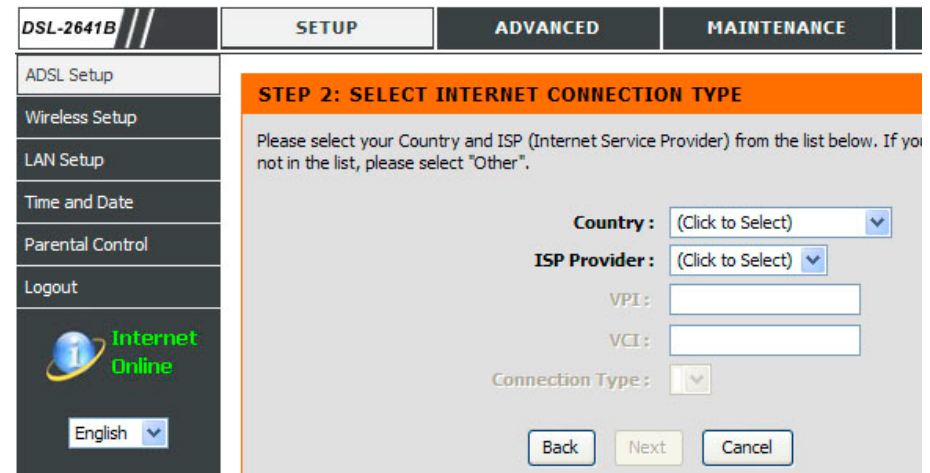 DSL-2641B
SETUP
ADVANCED
MAINTENANCE
ADSL Setup
Wireless Setup
LAN Setup
Time and Date
Parental Control
Logout
Internet
Online
English
STEP 2: SELECT INTERNET CONNECTION TYPE
Please select your Country and ISP (Internet Service Provider) from the list below. If you
not in the list, please select "Other".
Country : (Click to Select)
ISP Provider : (Click to Select)
VPI :
VCI :
Connection Type :
Back Next Cancel